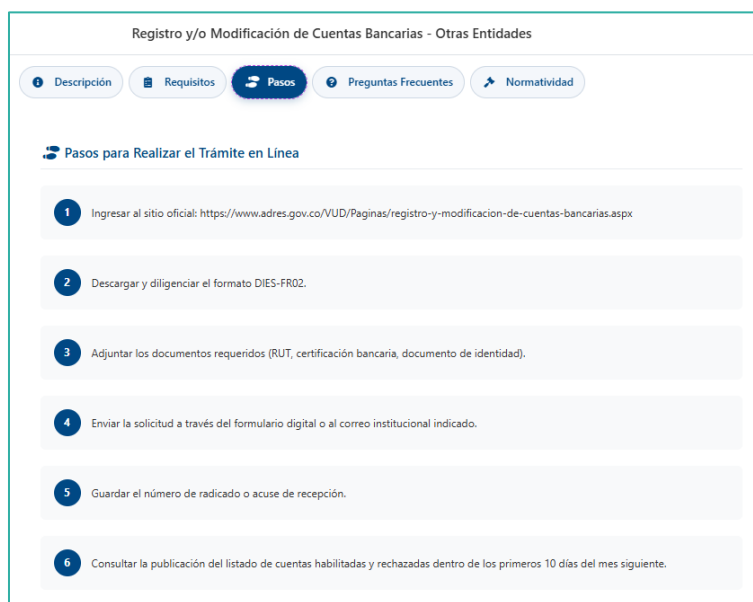 Registro y/o Modificación de Cuentas Bancarias - Otras Entidades
Descripción
Requisitos
Pasos
Preguntas Frecuentes
Normatividad
Pasos para Realizar el Trámite en Línea
1
Ingresar al sitio oficial: https://www.adres.gov.co/VUD/Paginas/registro-y-modificacion-de-cuentas-bancarias.aspx
2
Descargar y diligenciar el formato DIES-FR02.
3
Adjuntar los documentos requeridos (RUT, certificación bancaria, documento de identidad).
4
Enviar la solicitud a través del formulario digital o al correo institucional indicado.
5
Guardar el número de radicado o acuse de recepción.
6
Consultar la publicación del listado de cuentas habilitadas y rechazadas dentro de los primeros 10 días del mes siguiente.